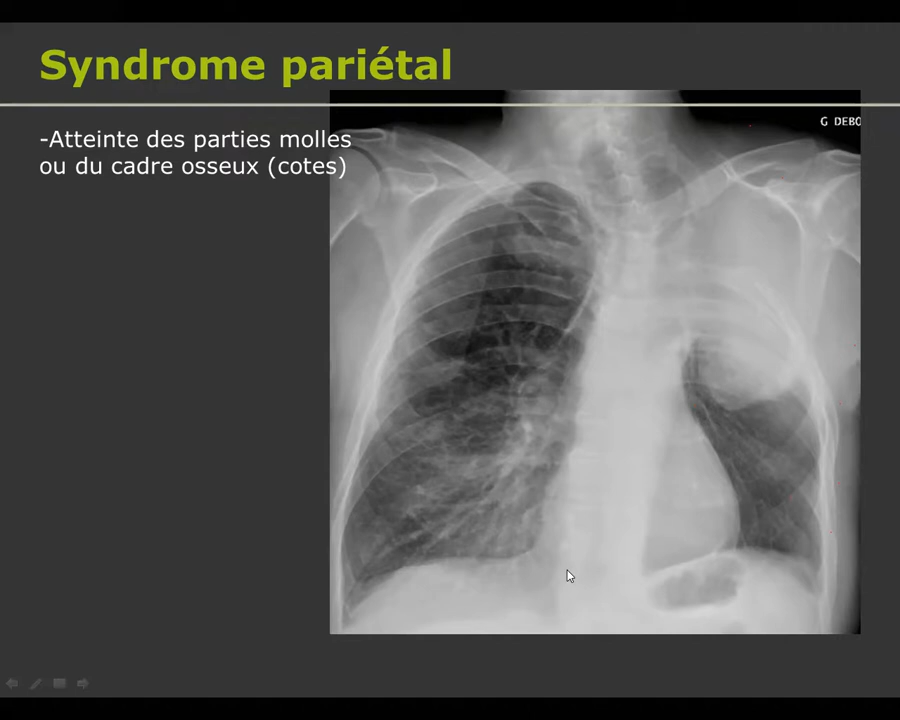 Syndrome pariétal
-Atteinte des parties molles
ou du cadre osseux (cotes)
G DEBO